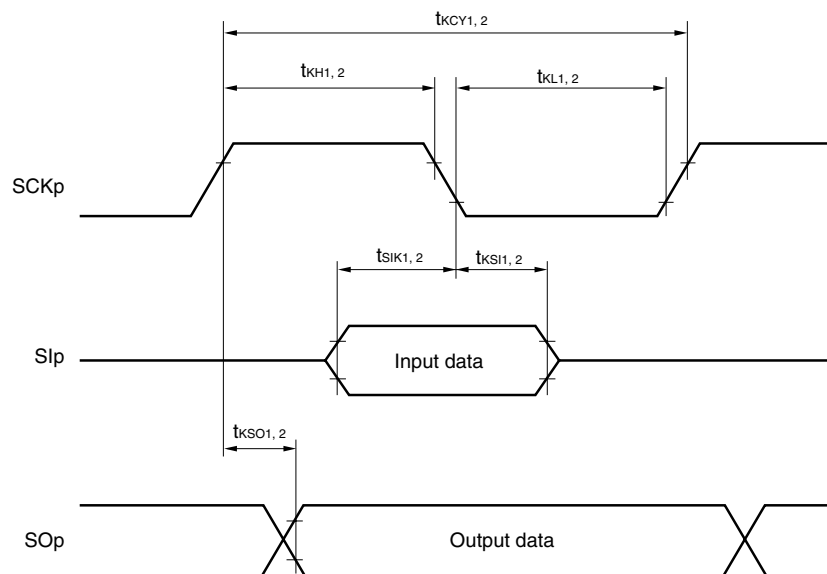 tKCY1, 2
tKH1, 2
tKL1, 2
SCKp
tSIK1, 2
tKSI1, 2
SIp
Input data
tKSO1, 2
SOp
Output data